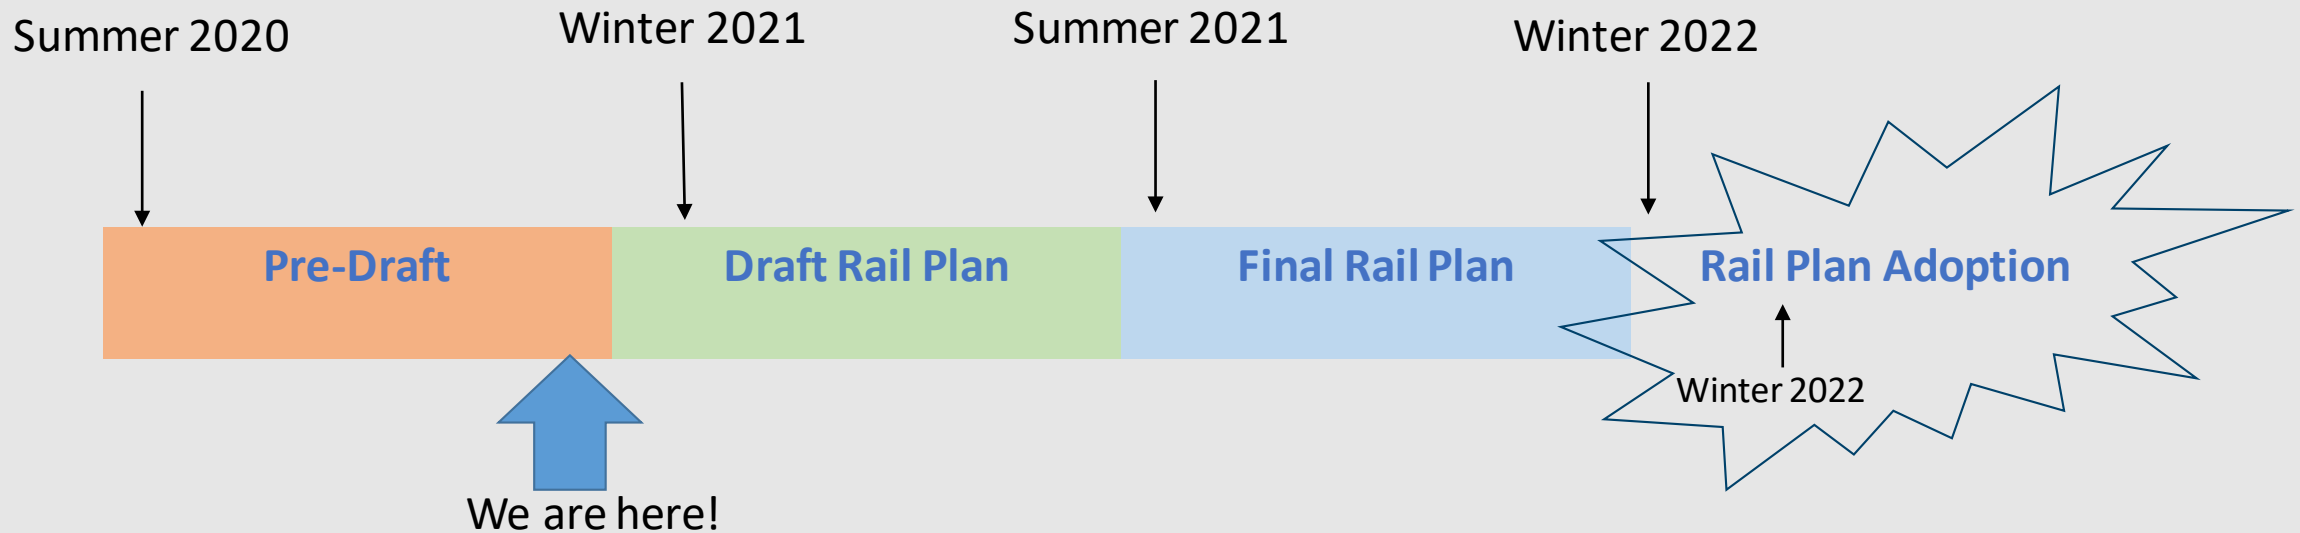 Summer 2020
Winter 2021
Summer 2021
Winter 2022
Pre-Draft
Draft Rail Plan
Final Rail Plan
Rail Plan Adoption
Winter 2022
We are here!